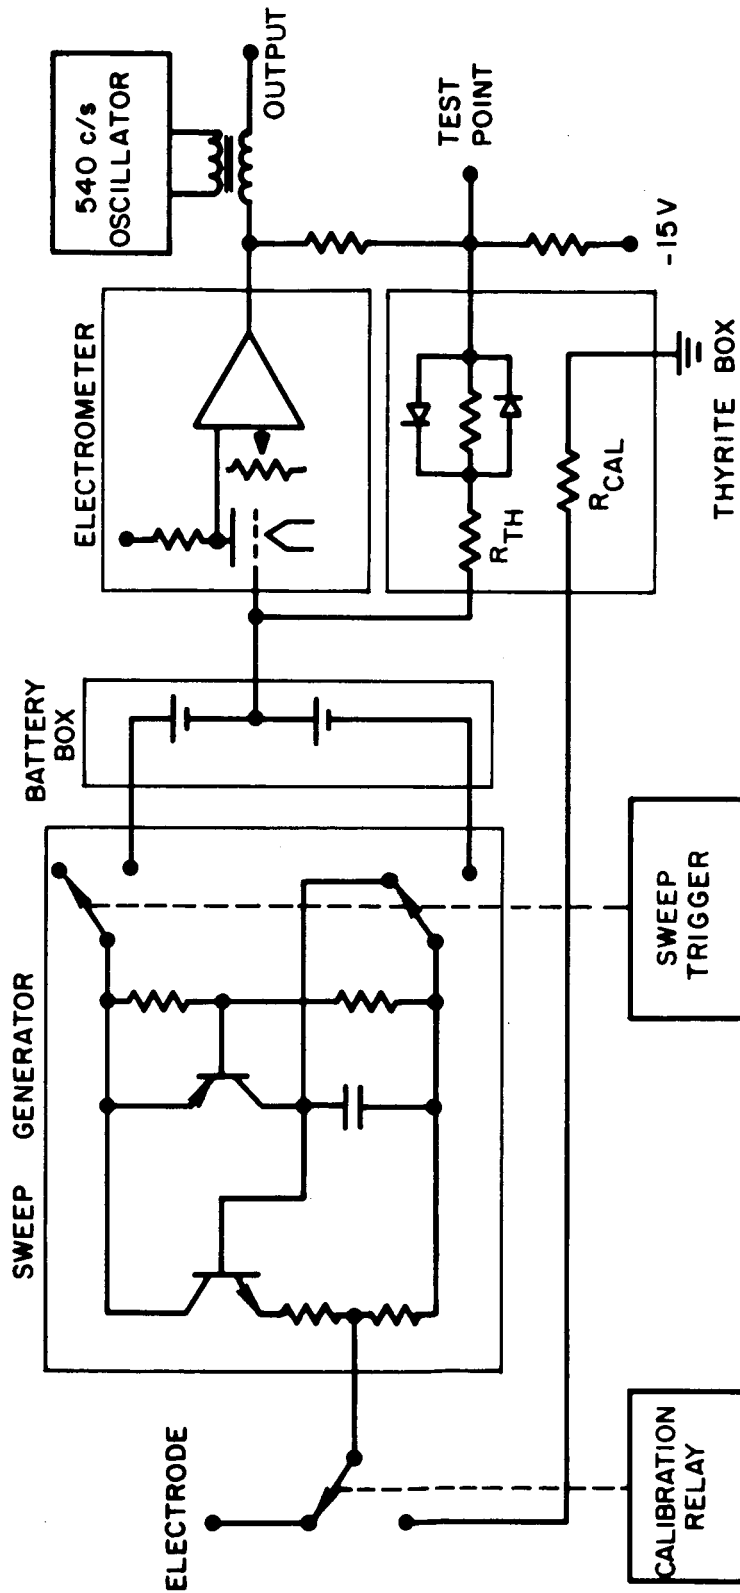 SWEEP GENERATOR
BATTERY
BOX
ELECTROMETER
540 c/s
OSCILLATOR
OUTPUT
TEST
POINT
-15V
R_TH
R_CAL
THYRITE BOX
ELECTRODE
CALIBRATION
RELAY
SWEEP
TRIGGER